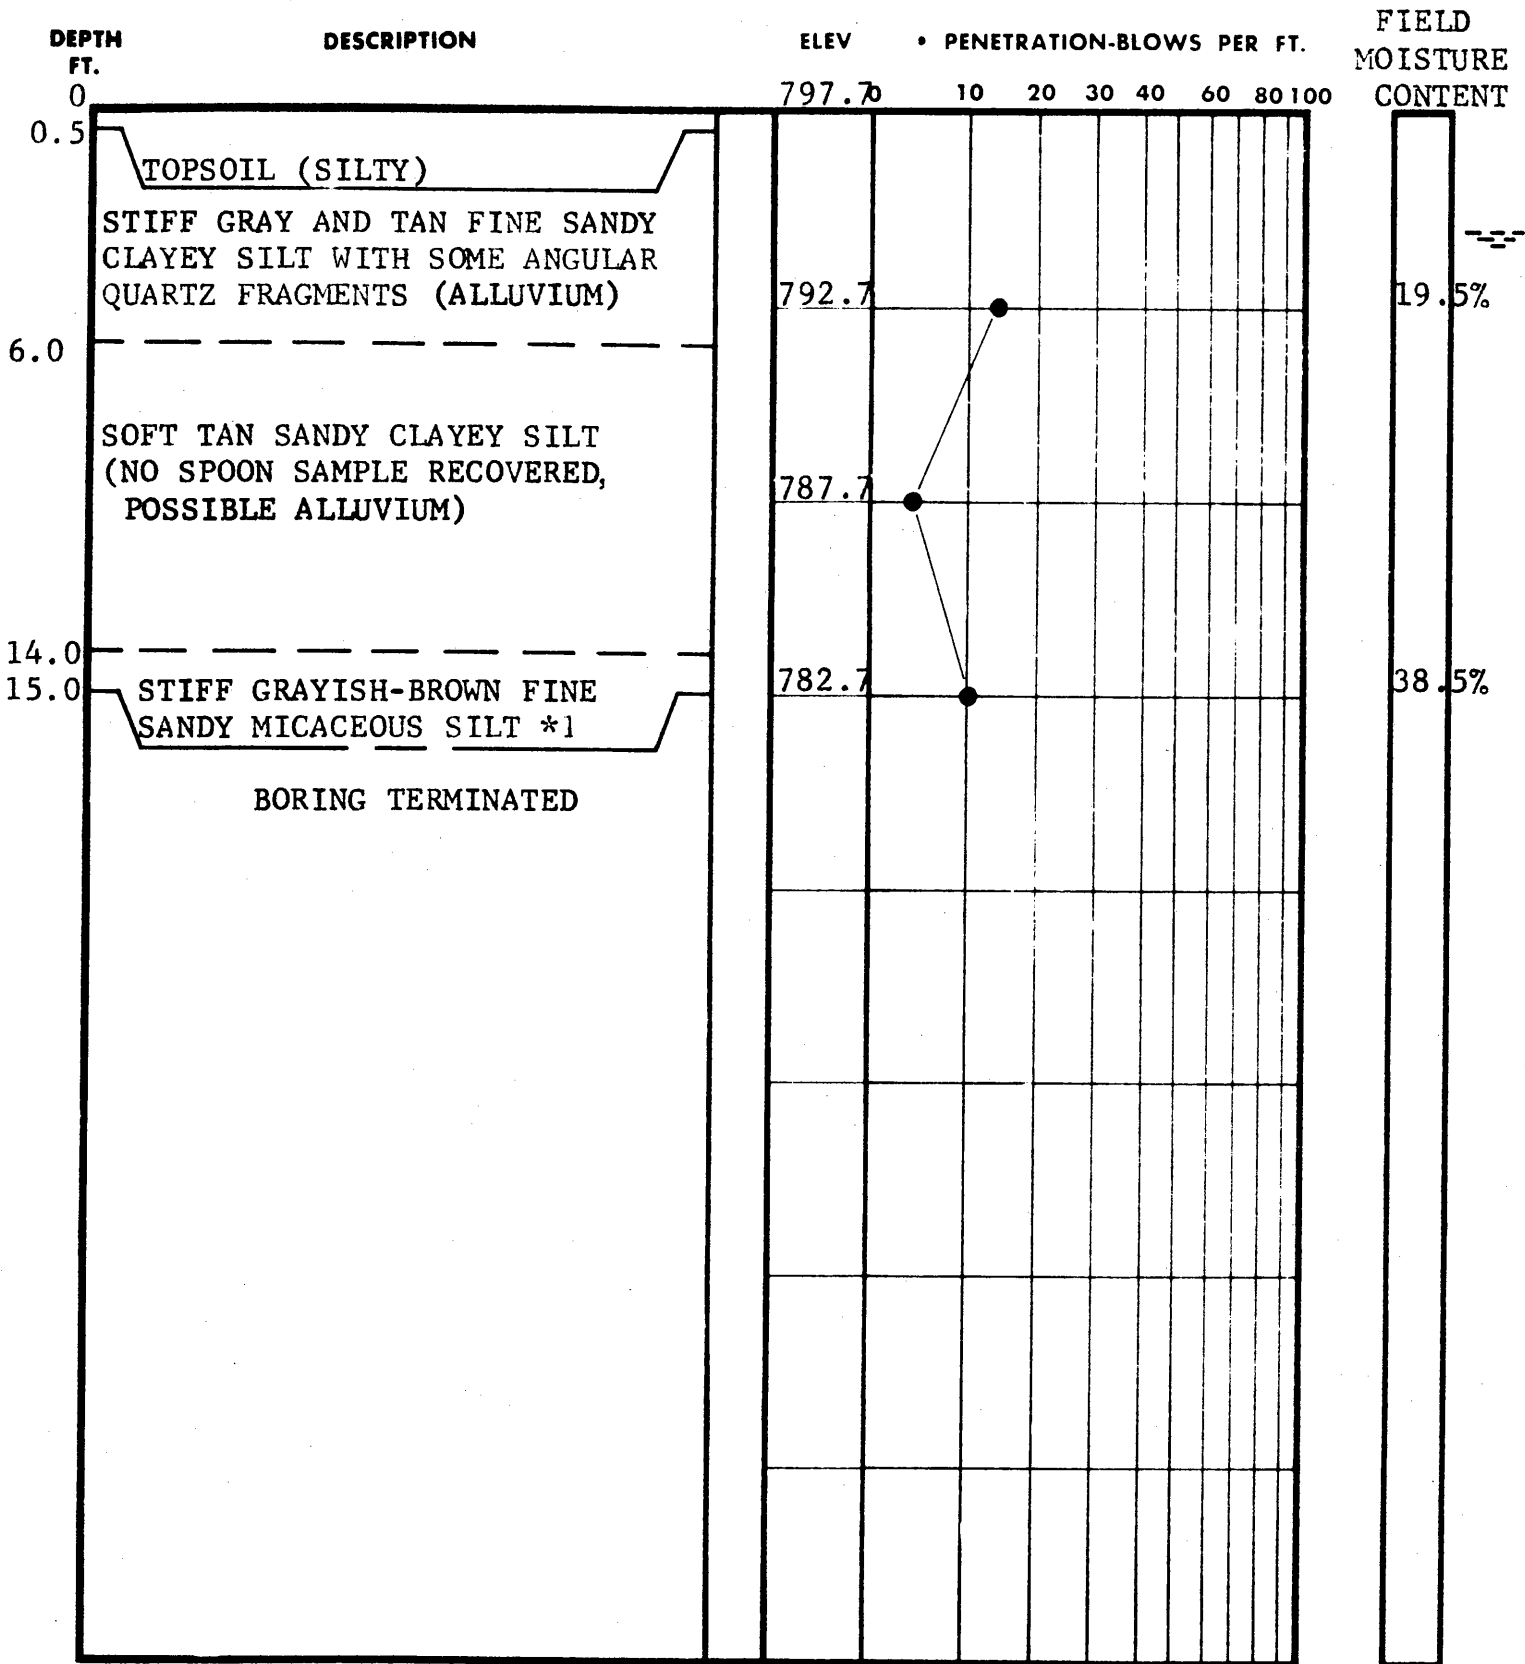 DEPTH FT. DESCRIPTION ELEV • PENETRATION-BLOWS PER FT. FIELD MOISTURE CONTENT
0 797.7 0 10 20 30 40 60 80 100
0.5
TOPSOIL (SILTY)
STIFF GRAY AND TAN FINE SANDY
CLAYEY SILT WITH SOME ANGULAR
QUARTZ FRAGMENTS (ALLUVIUM)
792.7 19.5%
6.0
SOFT TAN SANDY CLAYEY SILT
(NO SPOON SAMPLE RECOVERED,
POSSIBLE ALLUVIUM)
787.7
14.0
15.0
STIFF GRAYISH-BROWN FINE
SANDY MICACEOUS SILT *1
782.7 38.5%
BORING TERMINATED